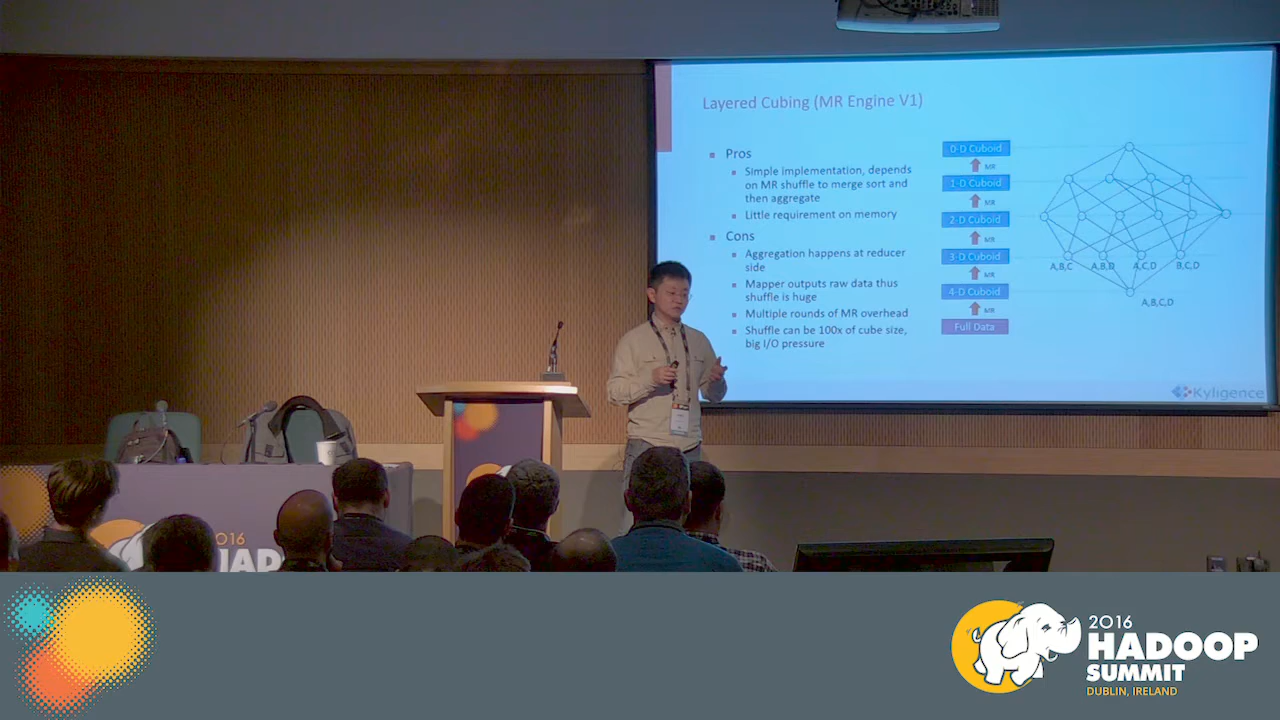 Layered Cubing (MR Engine V1)
Pros
Simple implementation, depends
on MR shuffle to merge sort and
then aggregate
Little requirement on memory
Cons
Aggregation happens at reducer
side
Mapper outputs raw data thus
shuffle is huge
Multiple rounds of MR overhead
Shuffle can be 100x of cube size,
big I/O pressure
0-D Cuboid
MR
1-D Cuboid
MR
2-D Cuboid
MR
3-D Cuboid
MR
4-D Cuboid
MR
Full Data
A,B,C
A,B,D
A,C,D
B,C,D
A,B,C,D
Kyligence
2016
HAD
2016
HADOOP
SUMMIT
DUBLIN, IRELAND